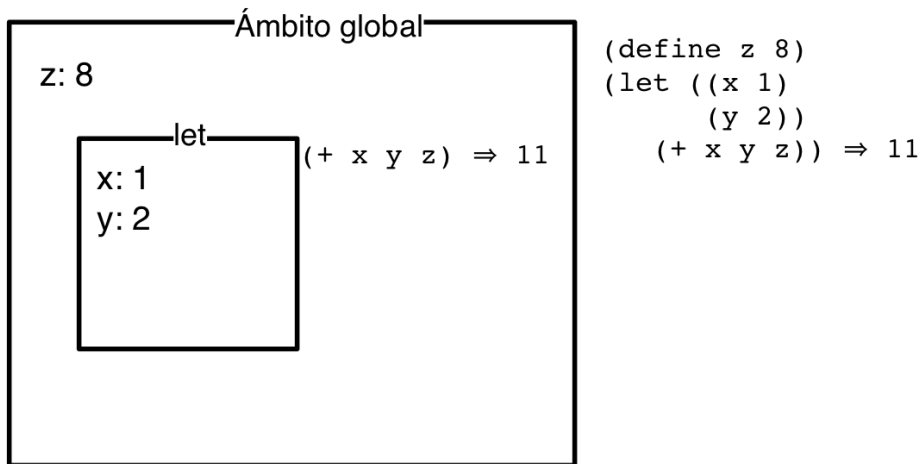 Ámbito global
z: 8
let
x: 1
y: 2
(+ x y z) ⇒ 11
(define z 8)
(let ((x 1)
(y 2))
(+ x y z)) ⇒ 11